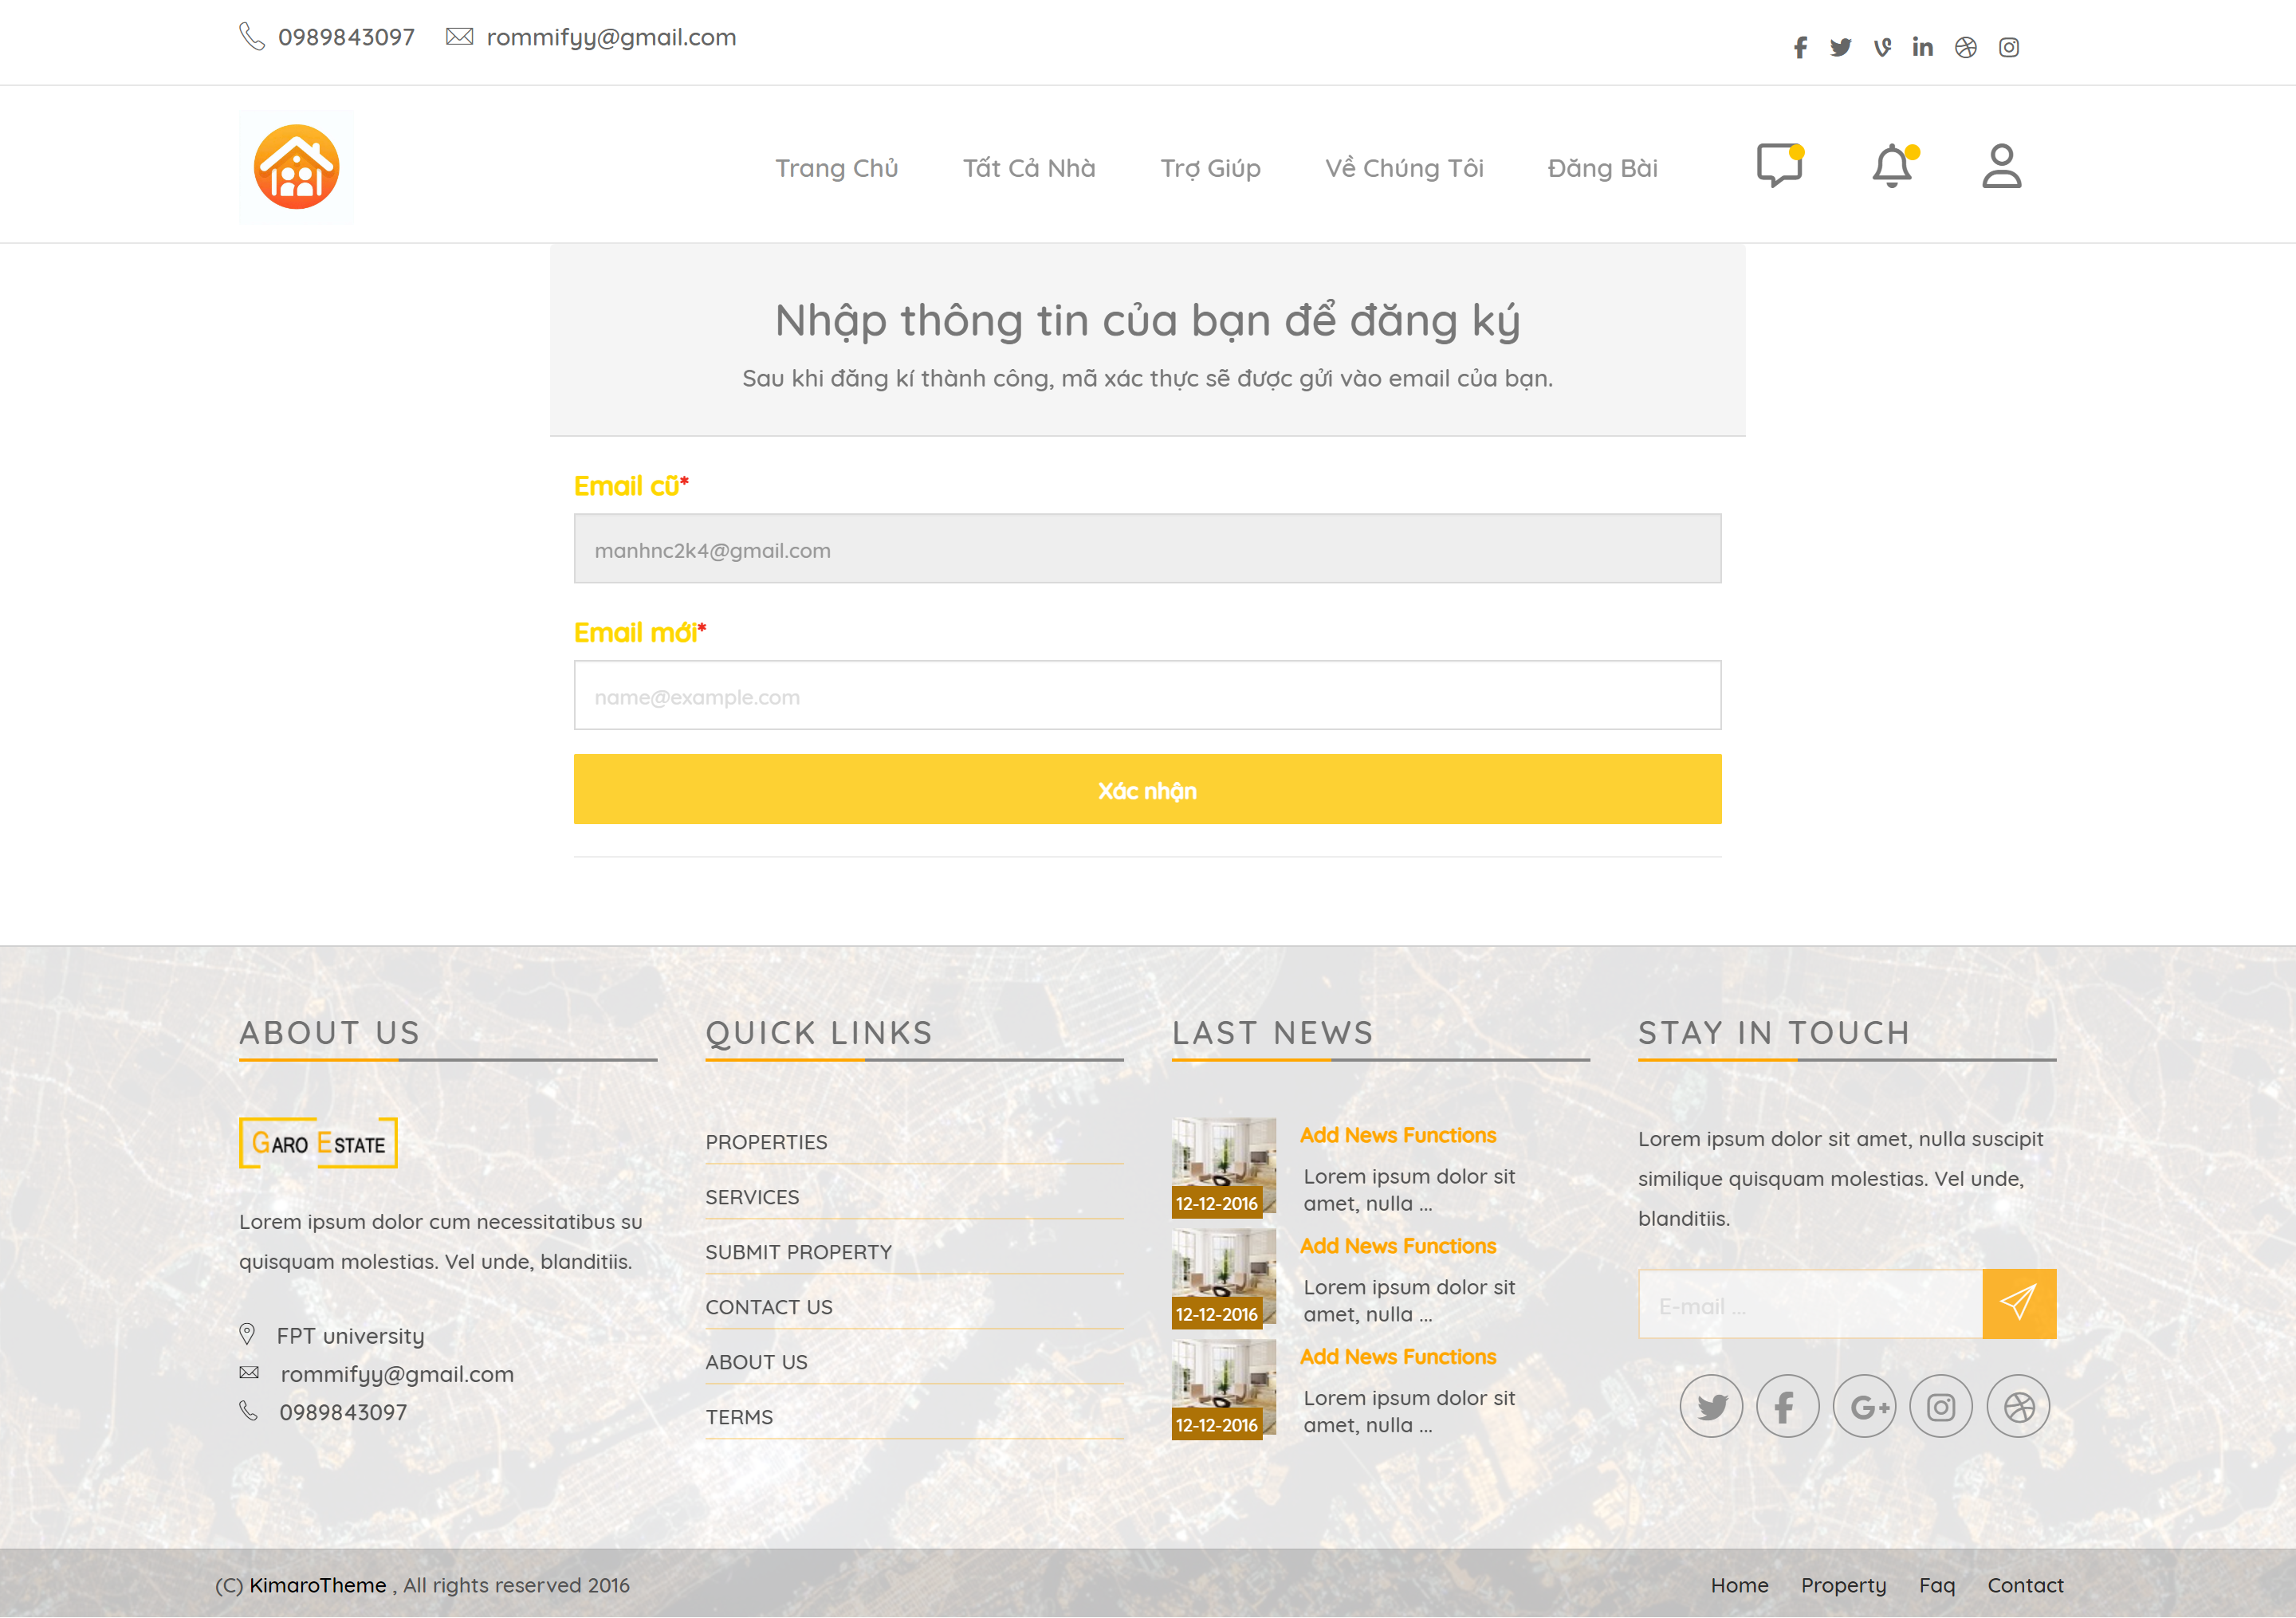 0989843097 rommifyy@gmail.com
Trang Chủ Tất Cả Nhà Trợ Giúp Về Chúng Tôi Đăng Bài
Nhập thông tin của bạn để đăng ký
Sau khi đăng kí thành công, mã xác thực sẽ được gửi vào email của bạn.
Email cũ*
manhnc2k4@gmail.com
Email mới*
name@example.com
Xác nhận
ABOUT US
GARO ESTATE
Lorem ipsum dolor cum necessitatibus su
quisquam molestias. Vel unde, blanditiis.
FPT university
rommifyy@gmail.com
0989843097
QUICK LINKS
PROPERTIES
SERVICES
SUBMIT PROPERTY
CONTACT US
ABOUT US
TERMS
LAST NEWS
Add News Functions
Lorem ipsum dolor sit
amet, nulla ...
12-12-2016
Add News Functions
Lorem ipsum dolor sit
amet, nulla ...
12-12-2016
Add News Functions
Lorem ipsum dolor sit
amet, nulla ...
12-12-2016
STAY IN TOUCH
Lorem ipsum dolor sit amet, nulla suscipit
similique quisquam molestias. Vel unde,
blanditiis.
E-mail ...
(C) KimaroTheme , All rights reserved 2016
Home Property Faq Contact